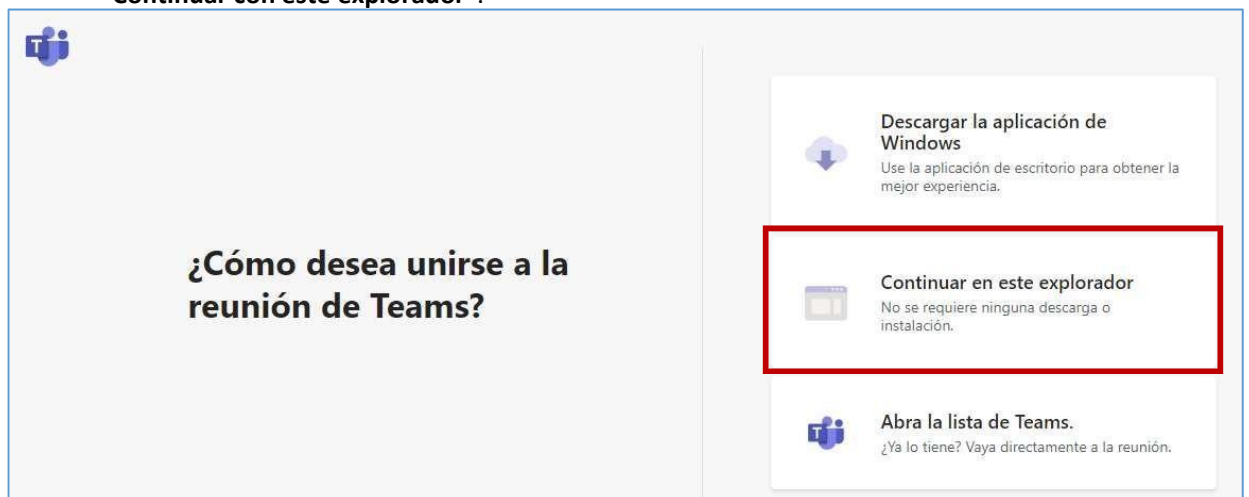 Continuar con este explorador".
T
¿Cómo desea unirse a la
reunión de Teams?
Descargar la aplicación de
Windows
Use la aplicación de escritorio para obtener la
mejor experiencia.
Continuar en este explorador
No se requiere ninguna descarga o
instalación.
T
Abra la lista de Teams.
¿Ya lo tiene? Vaya directamente a la reunión.